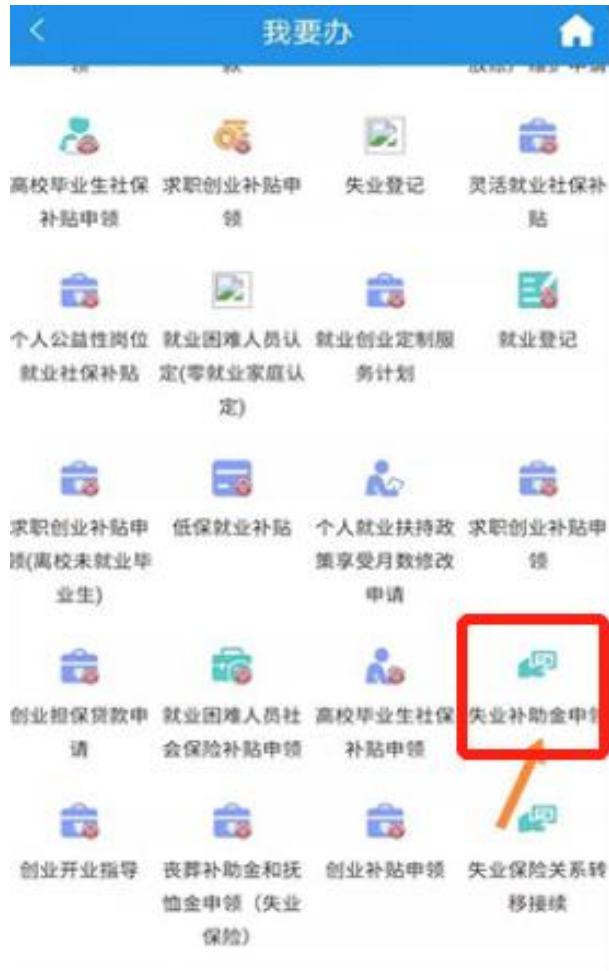 我要办
高校毕业生社保
补贴申领
求职创业补贴申
领
失业登记
灵活就业社保补
贴
个人公益性岗位
就业社保补贴
就业困难人员认
定(零就业家庭认
定)
就业创业定制服
务计划
就业登记
求职创业补贴申
领(离校未就业毕
业生)
低保就业补贴
个人就业扶持政
策享受月数修改
申请
求职创业补贴申
领
创业担保贷款申
请
就业困难人员社
会保险补贴申领
高校毕业生社保
补贴申领
失业补助金申领
创业开业指导
丧葬补助金和抚
恤金申领（失业
保险）
创业补贴申领
失业保险关系转
移接续